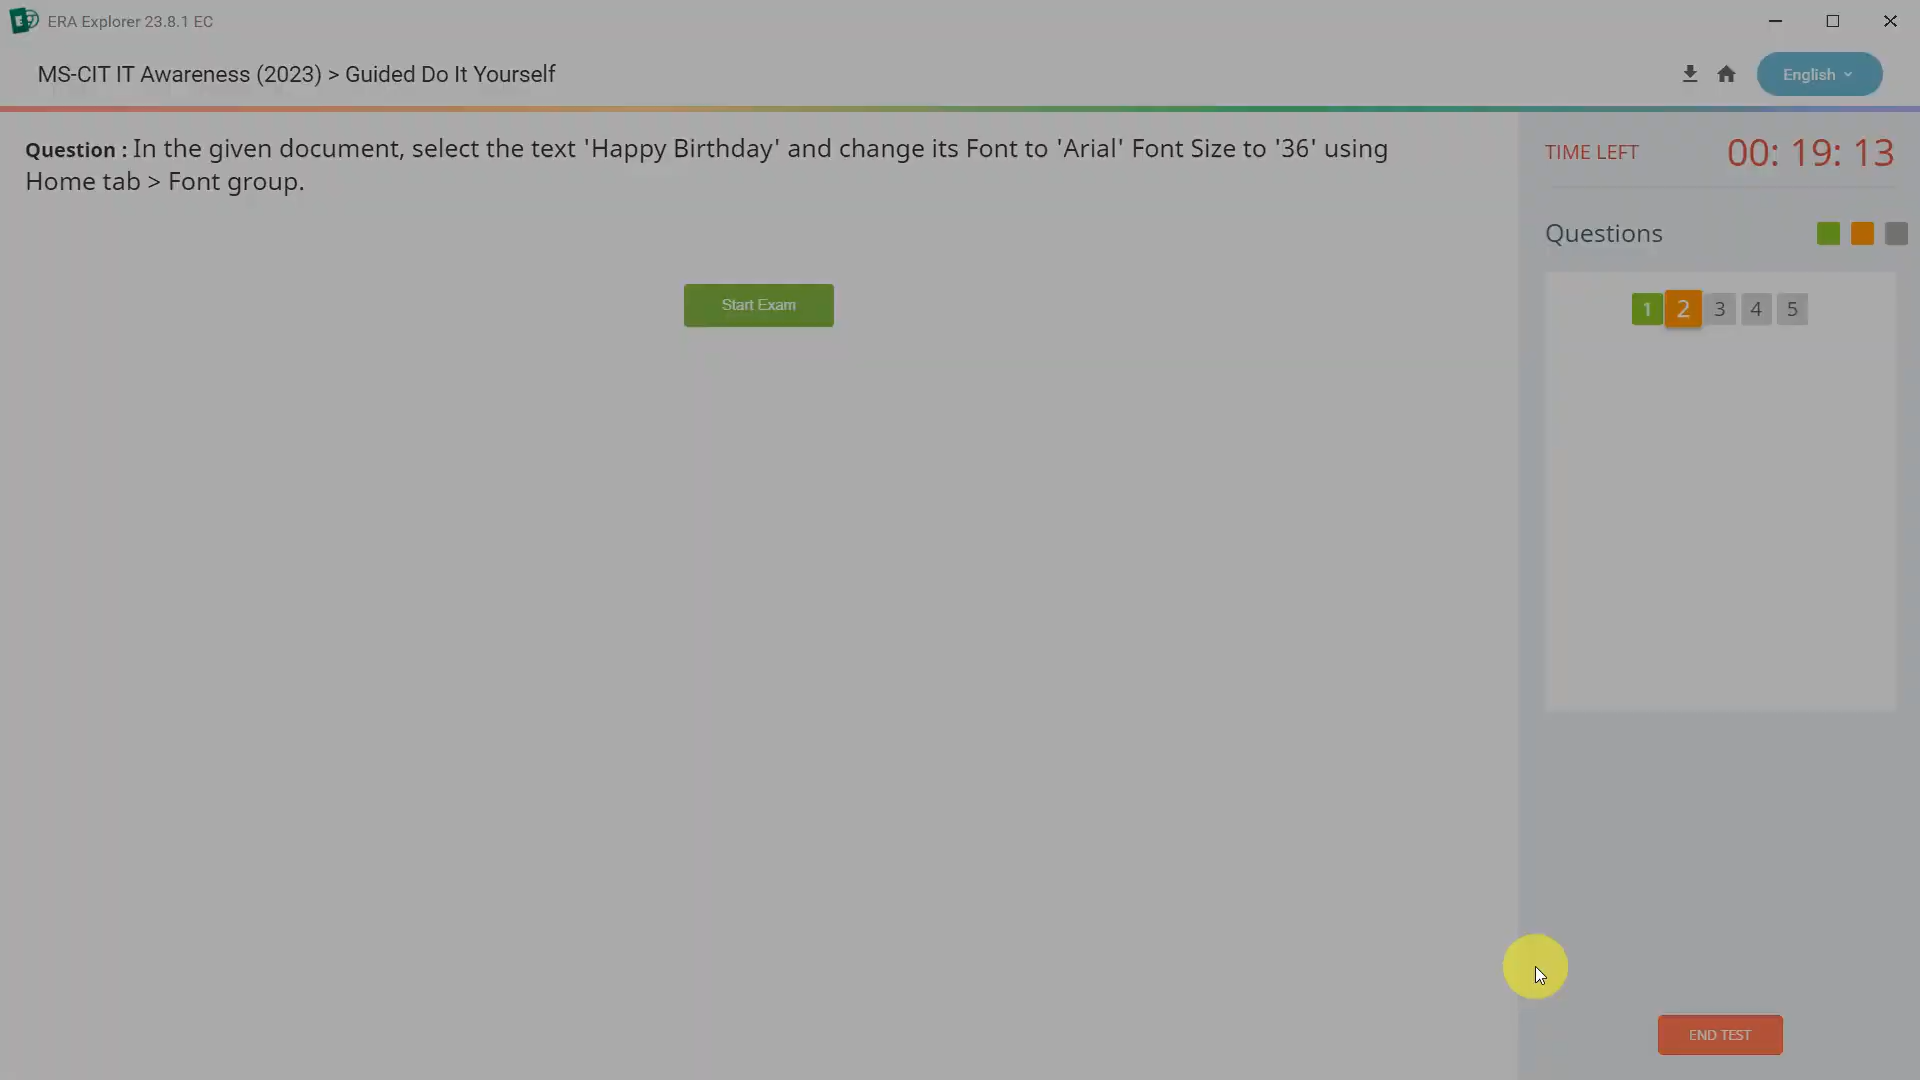 ERA Explorer 23.8.1 EC
MS-CIT IT Awareness (2023) > Guided Do It Yourself
English
Question : In the given document, select the text 'Happy Birthday' and change its Font to 'Arial' Font Size to '36' using
Home tab > Font group.
Start Exam
TIME LEFT 00: 19: 13
Questions
1 2 3 4 5
END TEST